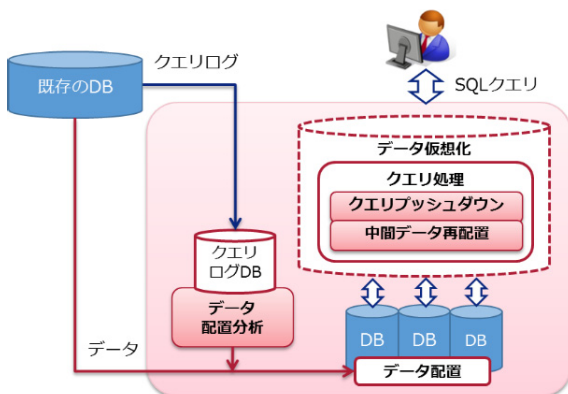 クエリログ
既存のDB
SQLクエリ
データ仮想化
クエリ処理
クエリプッシュダウン
中間データ再配置
クエリ
ログDB
データ
配置分析
データ
DB
DB
DB
データ配置